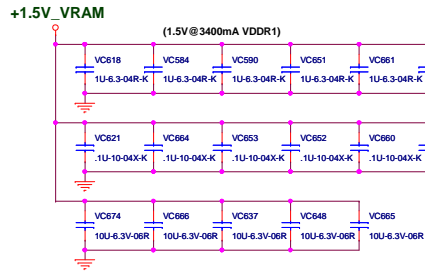 +1.5V_VRAM
(1.5V@3400mA VDDR1)
VC618 VC584 VC590 VC651 VC661
1U-6.3-04R-K 1U-6.3-04R-K 1U-6.3-04R-K 1U-6.3-04R-K 1U-6.3-04R-K
VC621 VC664 VC653 VC652 VC660
.1U-10-04X-K .1U-10-04X-K .1U-10-04X-K .1U-10-04X-K .1U-10-04X-K
VC674 VC666 VC637 VC648 VC665
10U-6.3V-06R 10U-6.3V-06R 10U-6.3V-06R 10U-6.3V-06R 10U-6.3V-06R